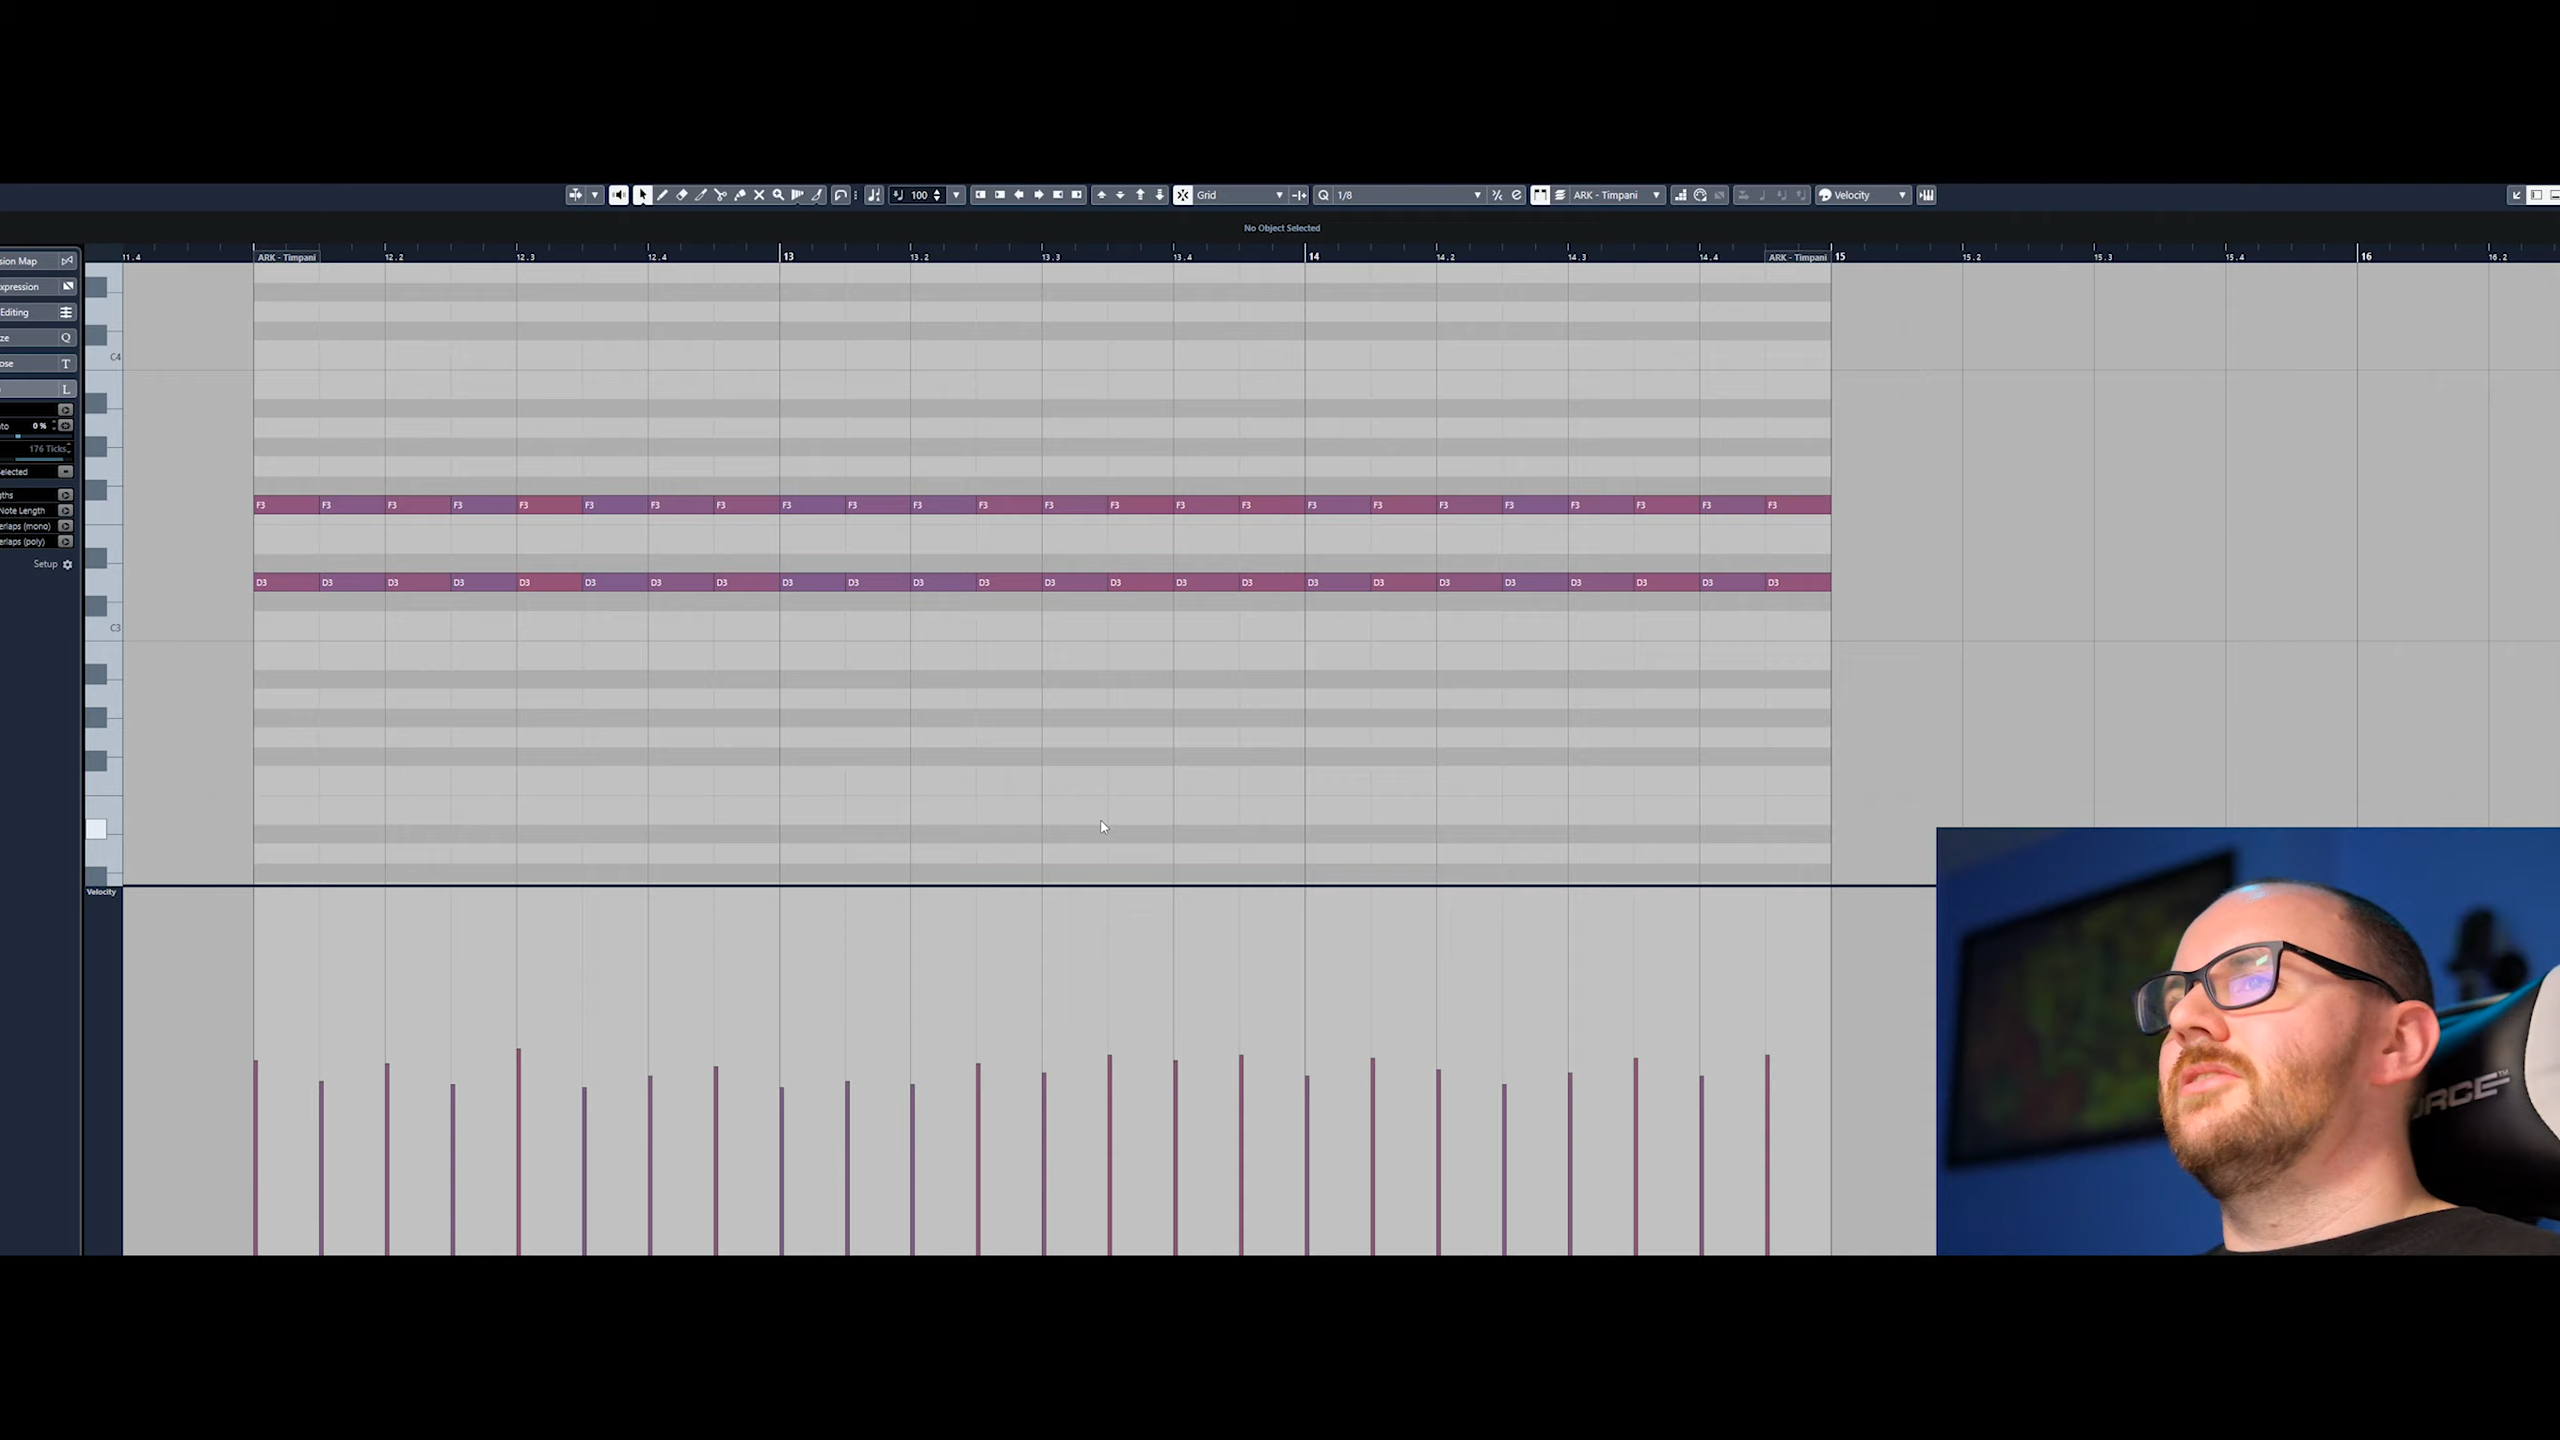 100 Grid 1/8 ARK - Timpani Velocity
No Object Selected
11.4 ARK - Timpani 12.2 12.3 12.4 13 13.2 13.3 13.4 14 14.2 14.3 14.4 ARK - Timpani 15 15.2 15.3 15.4 16 16.2
sion Map
xpression
Editing
ze Q
ose T
L
C4
to 0 %
176 Ticks
elected
gths
Note Length
erlaps (mono)
erlaps (poly)
Setup
F3 F3 F3 F3 F3 F3 F3 F3 F3 F3 F3 F3 F3 F3 F3 F3 F3 F3 F3 F3 F3 F3 F3 F3
D3 D3 D3 D3 D3 D3 D3 D3 D3 D3 D3 D3 D3 D3 D3 D3 D3 D3 D3 D3 D3 D3 D3 D3
C3
Velocity
ORCE™